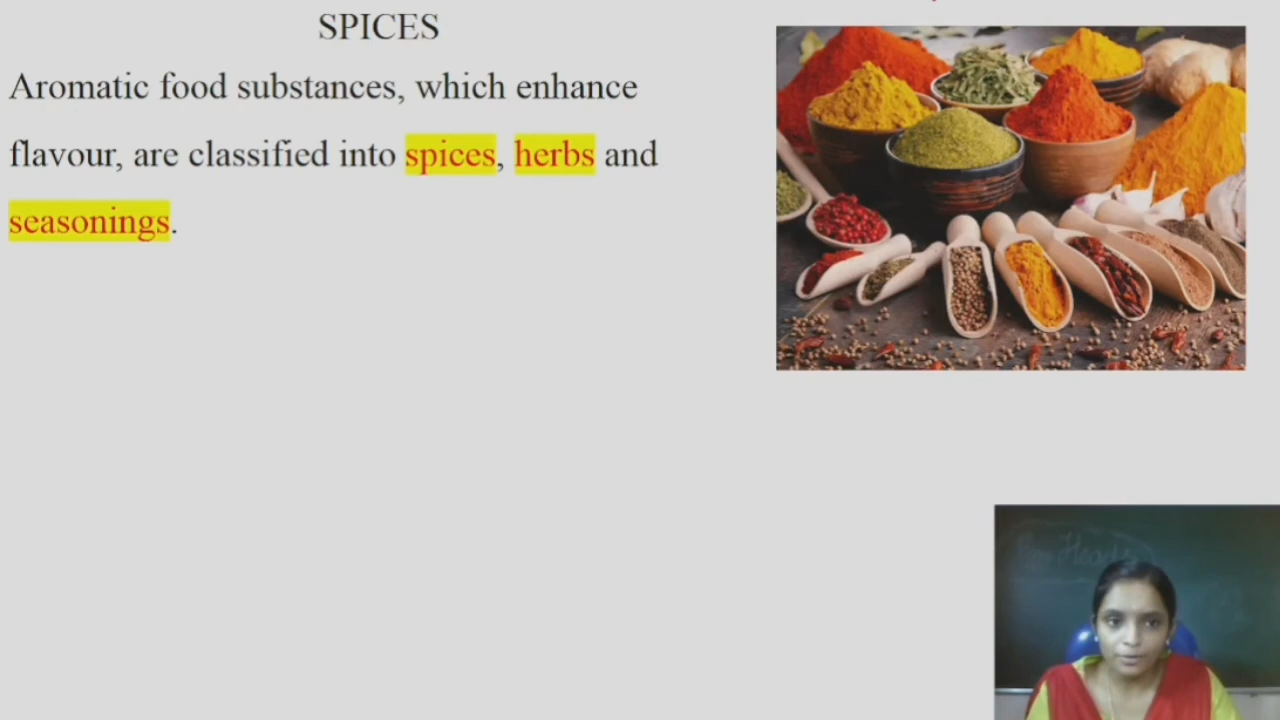 SPICES
Aromatic food substances, which enhance
flavour, are classified into spices, herbs and
seasonings.